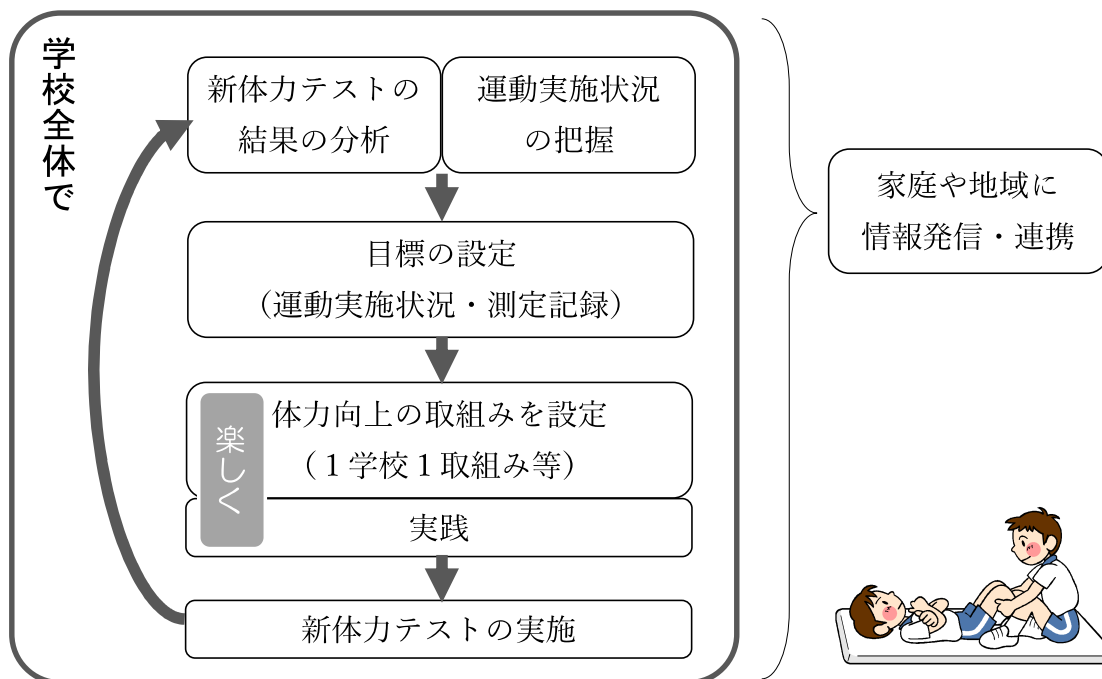 学校全体で
新体力テストの
結果の分析
運動実施状況
の把握
目標の設定
（運動実施状況・測定記録）
楽しく
体力向上の取組みを設定
（１学校１取組み等）
実践
新体力テストの実施
家庭や地域に
情報発信・連携